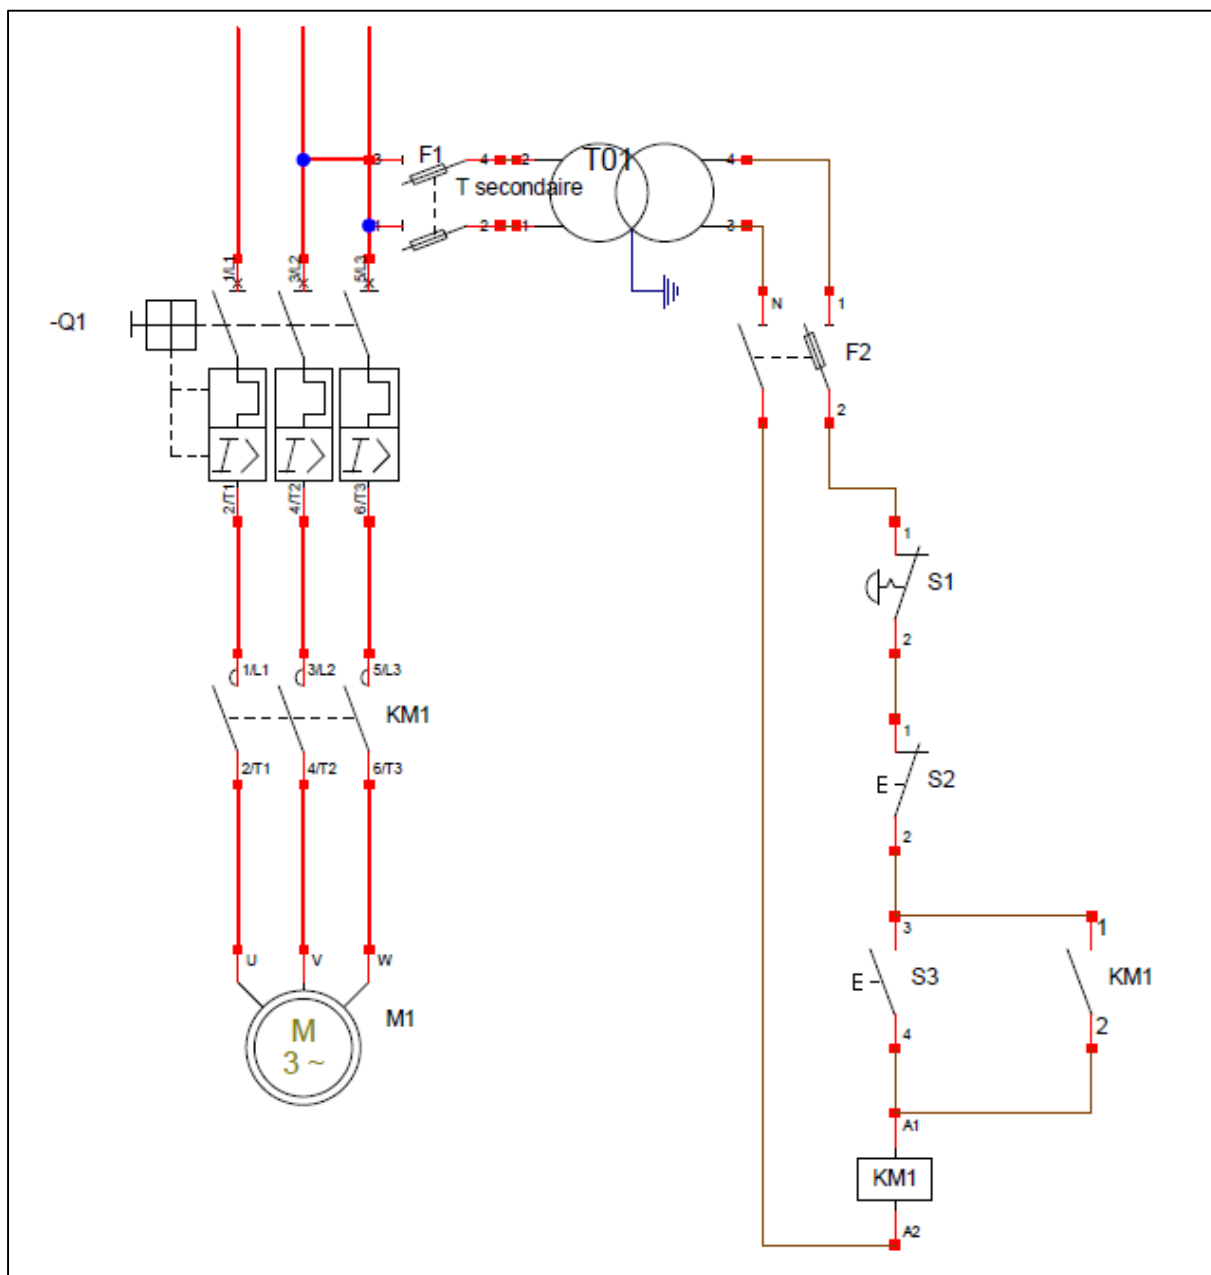 F1
T01
3
4
2
4
T secondaire
1
2
1
3
1/L1
3/L2
5/L3
N
1
-Q1
F2
2
I >
I >
I >
2/T1
4/T2
6/T3
1
S1
2
1/L1
3/L2
5/L3
KM1
1
2/T1
4/T2
6/T3
E
S2
2
3
1
U
V
W
E
S3
KM1
M1
M
3 ~
4
2
A1
KM1
A2